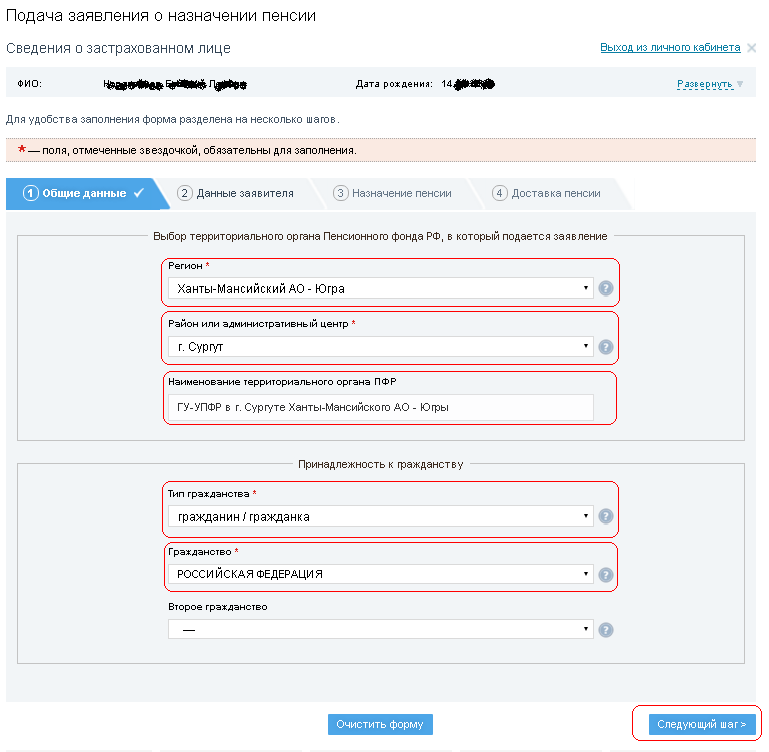 Подача заявления о назначении пенсии
Сведения о застрахованном лице
Выход из личного кабинета
ФИО:
Дата рождения: 14.
Развернуть
Для удобства заполнения форма разделена на несколько шагов.
* — поля, отмеченные звездочкой, обязательны для заполнения.
1 Общие данные
2 Данные заявителя
3 Назначение пенсии
4 Доставка пенсии
Выбор территориального органа Пенсионного фонда РФ, в который подается заявление
Регион *
Ханты-Мансийский АО - Югра
?
Район или административный центр *
г. Сургут
?
Наименование территориального органа ПФР
ГУ-УПФР в г. Сургуте Ханты-Мансийского АО - Югры
Принадлежность к гражданству
Тип гражданства *
гражданин / гражданка
?
Гражданство *
РОССИЙСКАЯ ФЕДЕРАЦИЯ
?
Второе гражданство
—
?
Очистить форму
Следующий шаг >